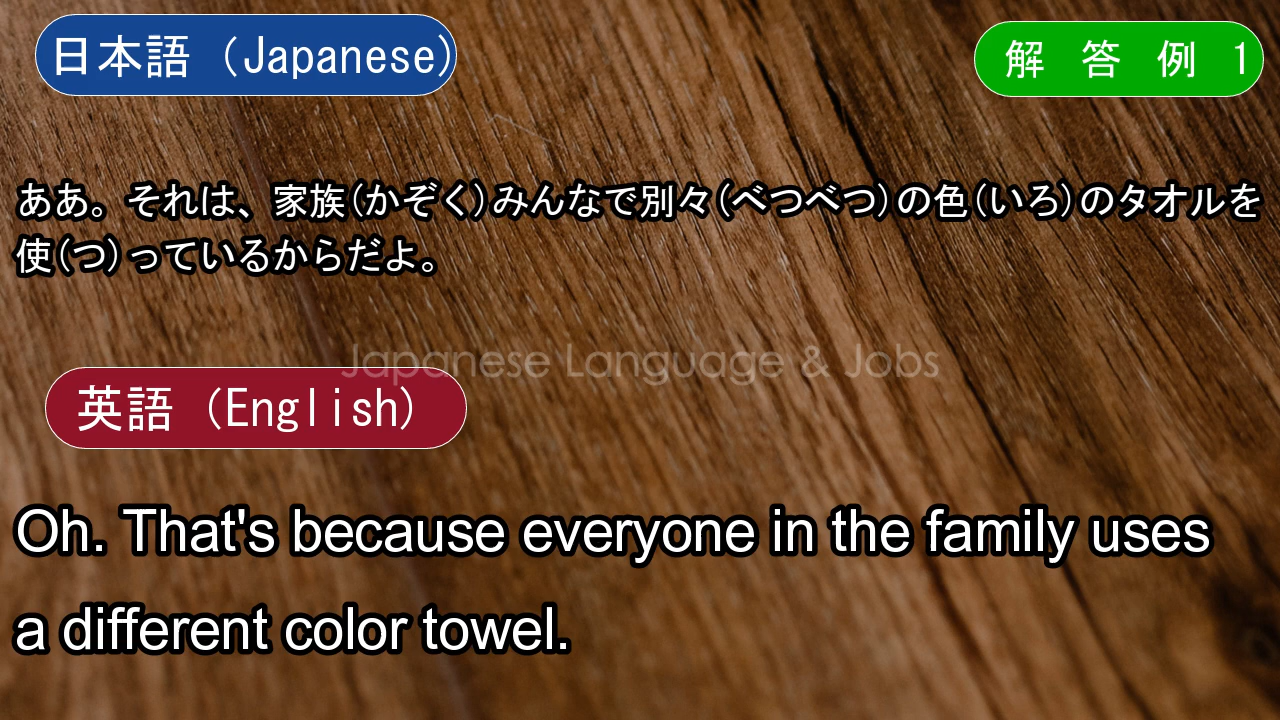 日本語 (Japanese)
解 答 例 1
ああ。それは、家族(かぞく)みんなで別々(べつべつ)の色(いろ)のタオルを
使(つ)っているからだよ。
Japanese Language & Jobs
英語 (English)
Oh. That's because everyone in the family uses
a different color towel.